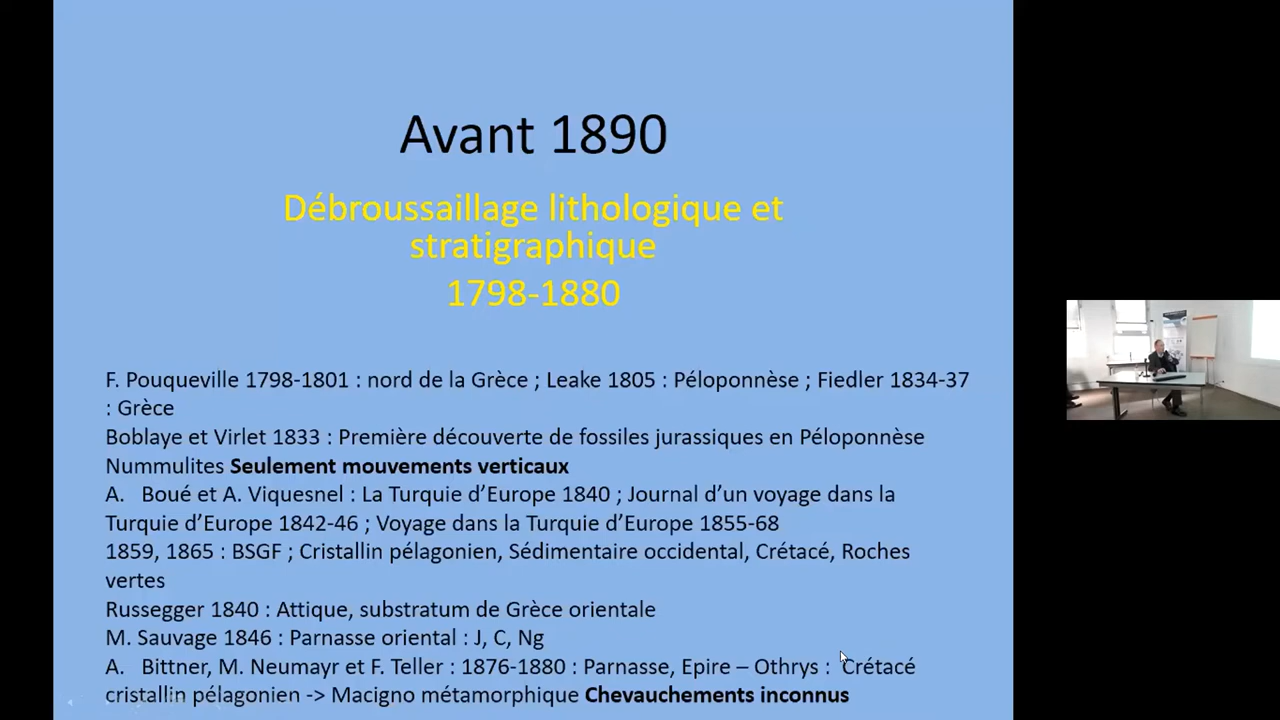 Avant 1890
Débroussaillage lithologique et
stratigraphique
1798-1880
F. Pouqueville 1798-1801 : nord de la Grèce ; Leake 1805 : Péloponnèse ; Fiedler 1834-37
: Grèce
Boblaye et Virlet 1833 : Première découverte de fossiles jurassiques en Péloponnèse
Nummulites Seulement mouvements verticaux
A. Boué et A. Viquesnel : La Turquie d’Europe 1840 ; Journal d’un voyage dans la
Turquie d’Europe 1842-46 ; Voyage dans la Turquie d’Europe 1855-68
1859, 1865 : BSGF ; Cristallin pélagonien, Sédimentaire occidental, Crétacé, Roches
vertes
Russegger 1840 : Attique, substratum de Grèce orientale
M. Sauvage 1846 : Parnasse oriental : J, C, Ng
A. Bittner, M. Neumayr et F. Teller : 1876-1880 : Parnasse, Epire – Othrys : Crétacé
cristallin pélagonien -> Macigno métamorphique Chevauchements inconnus